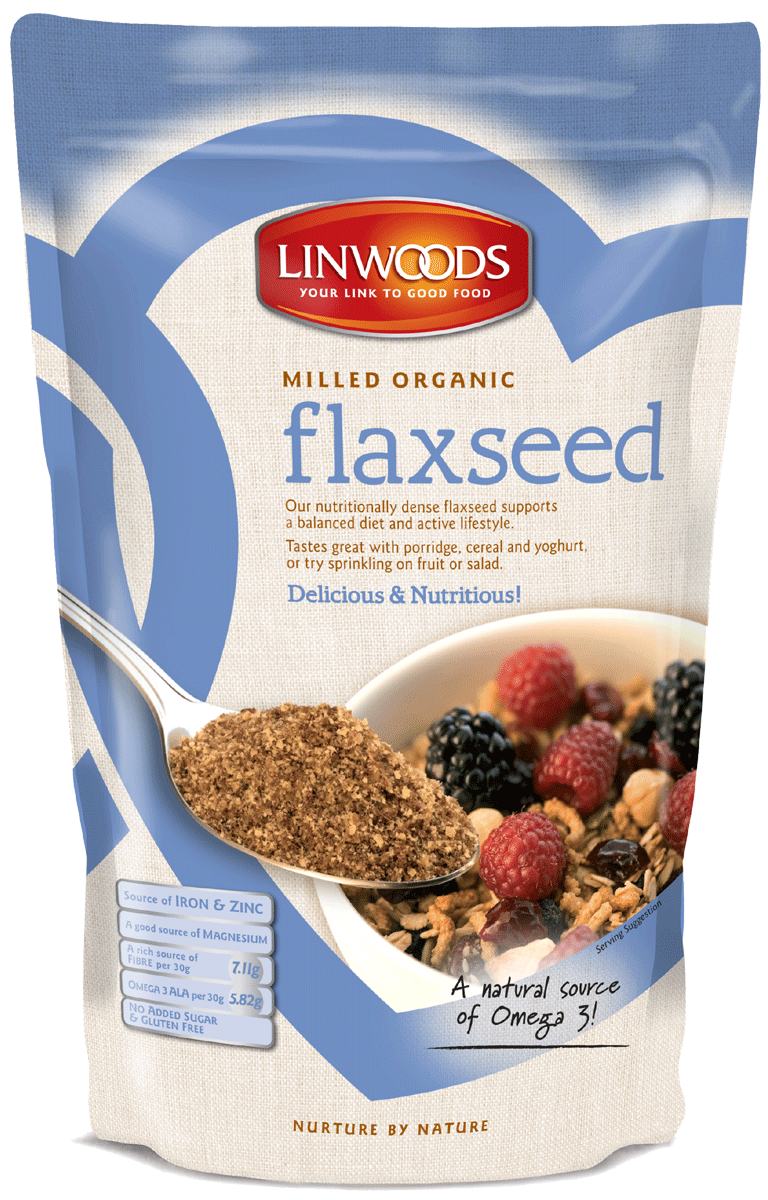 LINWOODS
YOUR LINK TO GOOD FOOD
MILLED ORGANIC
flaxseed
Our nutritionally dense flaxseed supports
a balanced diet and active lifestyle.
Tastes great with porridge, cereal and yoghurt,
or try sprinkling on fruit or salad.
Delicious & Nutritious!
Source of IRON & ZINC
A good source of MAGNESIUM
A rich source of
FIBRE per 30g 7.11g
OMEGA 3 ALA per 30g 5.82g
NO ADDED SUGAR
& GLUTEN FREE
Serving Suggestion
A natural source
of Omega 3!
NURTURE BY NATURE